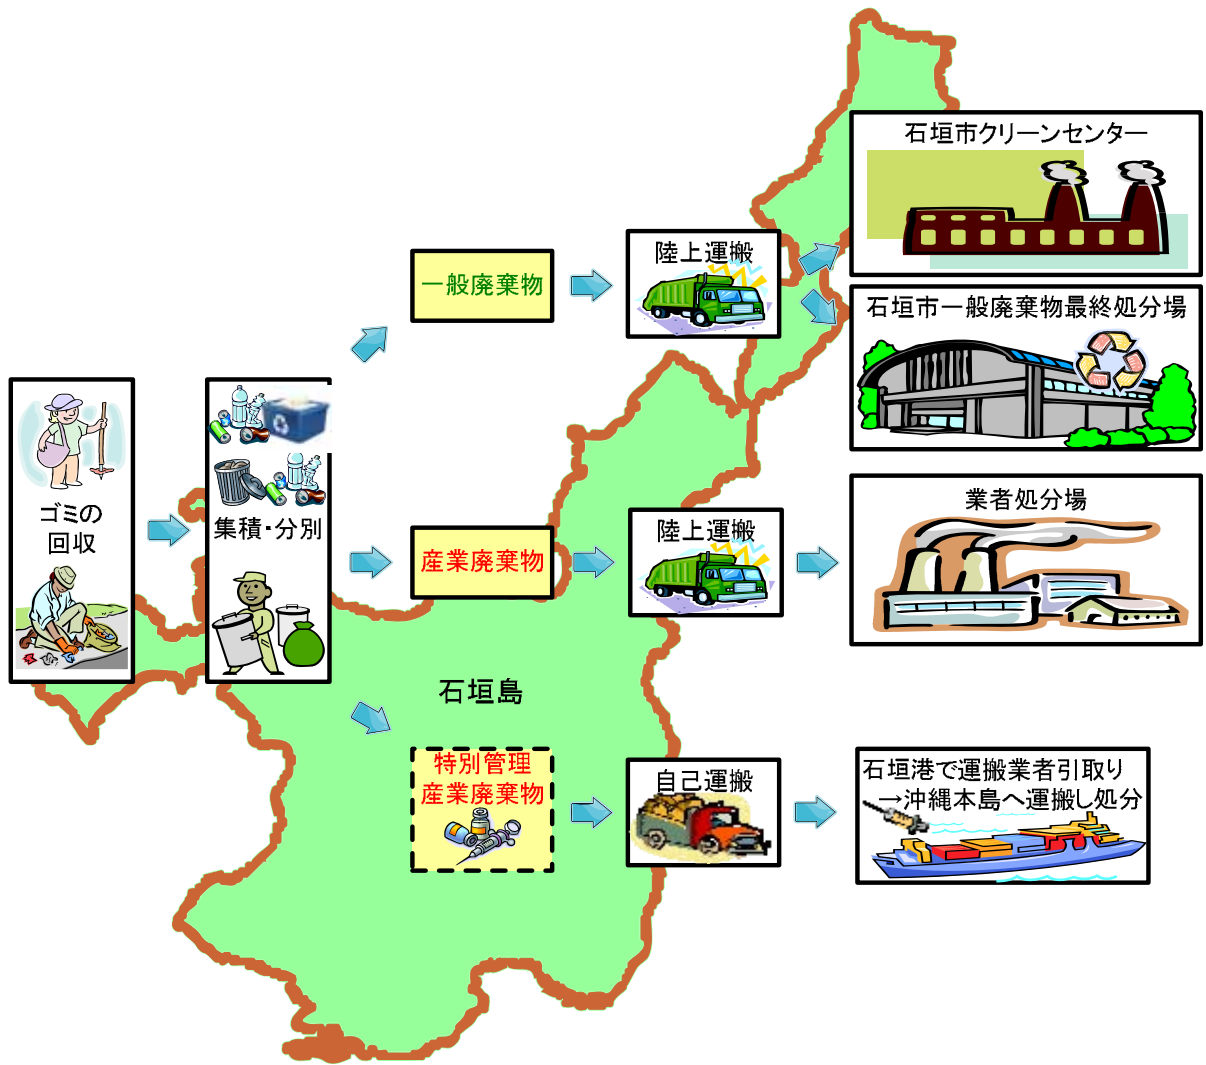 ゴミの
回収
集積・分別
一般廃棄物
陸上運搬
石垣市クリーンセンター
石垣市一般廃棄物最終処分場
産業廃棄物
陸上運搬
業者処分場
石垣島
特別管理
産業廃棄物
自己運搬
石垣港で運搬業者引取り
→沖縄本島へ運搬し処分